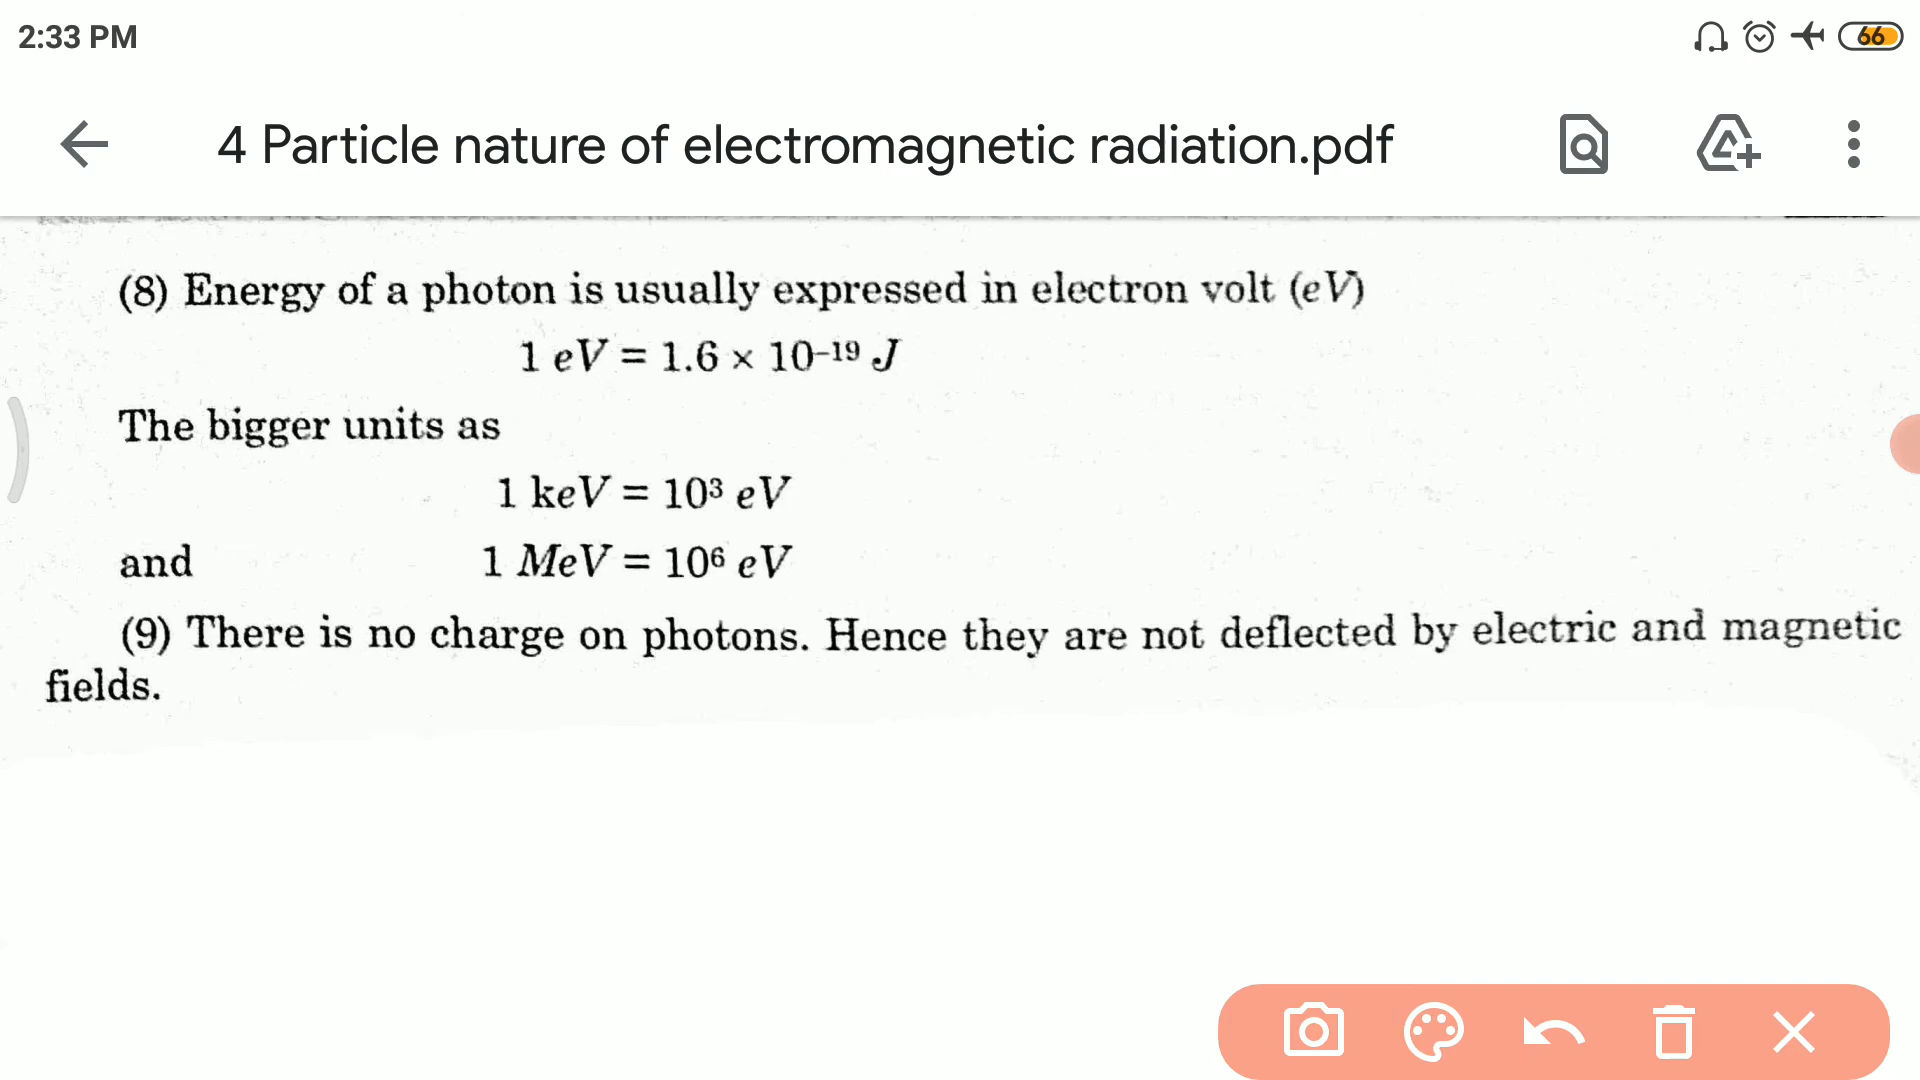 2:33 PM
66
4 Particle nature of electromagnetic radiation.pdf
(8) Energy of a photon is usually expressed in electron volt (eV)
1 eV = 1.6 × 10⁻¹⁹ J
The bigger units as
1 keV = 10³ eV
and 1 MeV = 10⁶ eV
(9) There is no charge on photons. Hence they are not deflected by electric and magnetic
fields.